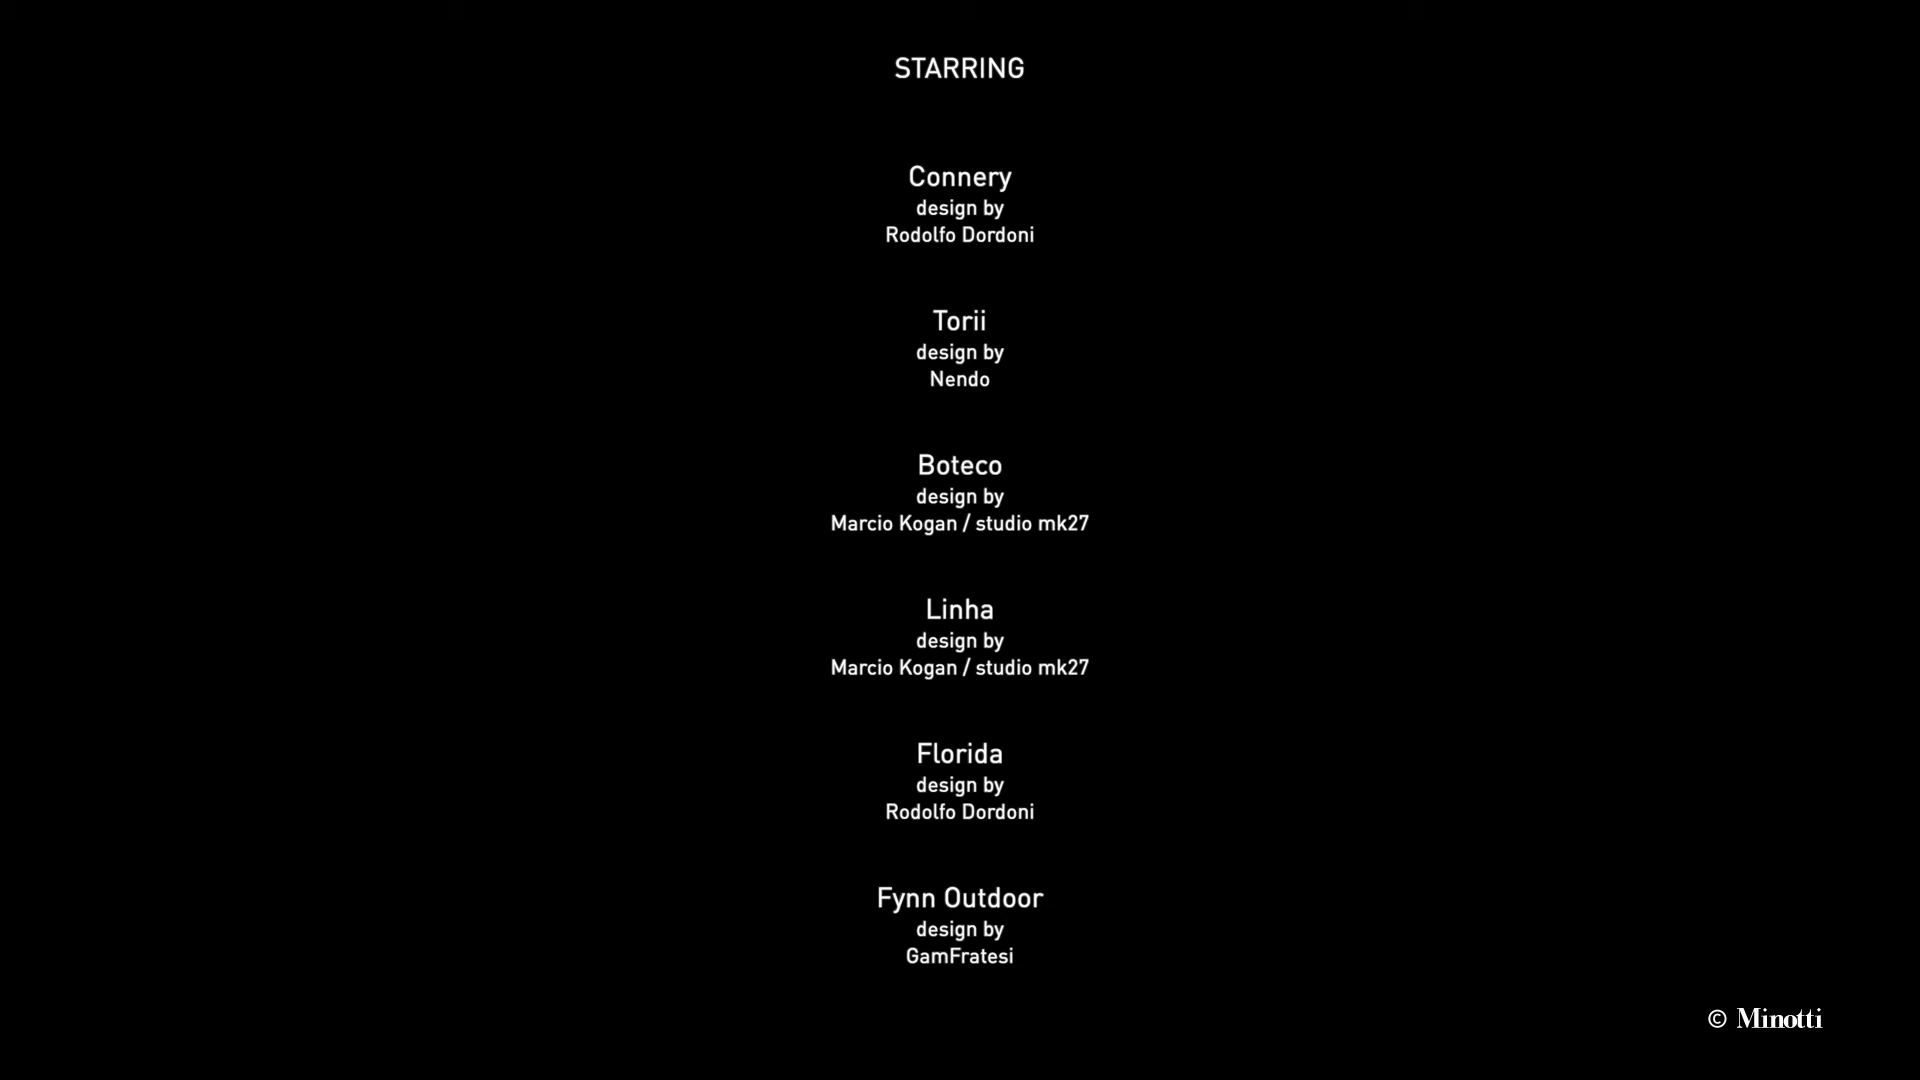 STARRING
Connery
design by
Rodolfo Dordoni
Torii
design by
Nendo
Boteco
design by
Marcio Kogan / studio mk27
Linha
design by
Marcio Kogan / studio mk27
Florida
design by
Rodolfo Dordoni
Fynn Outdoor
design by
GamFratesi
© Minotti